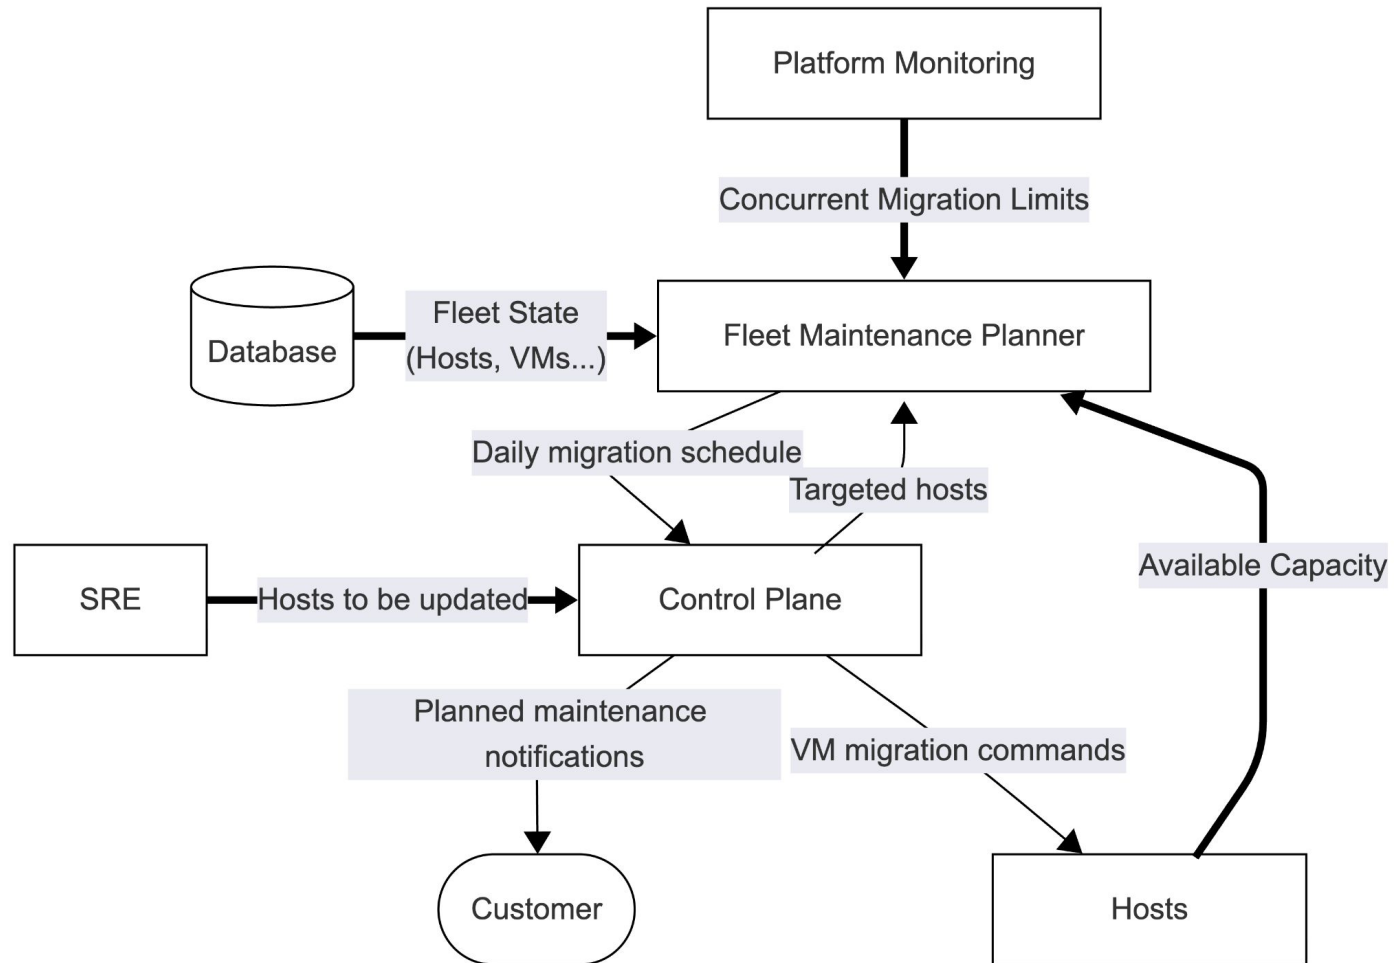 Platform Monitoring
Concurrent Migration Limits
Fleet State
(Hosts, VMs...)
Database
Fleet Maintenance Planner
Daily migration schedule
Targeted hosts
Available Capacity
SRE
Hosts to be updated
Control Plane
Planned maintenance
notifications
VM migration commands
Customer
Hosts